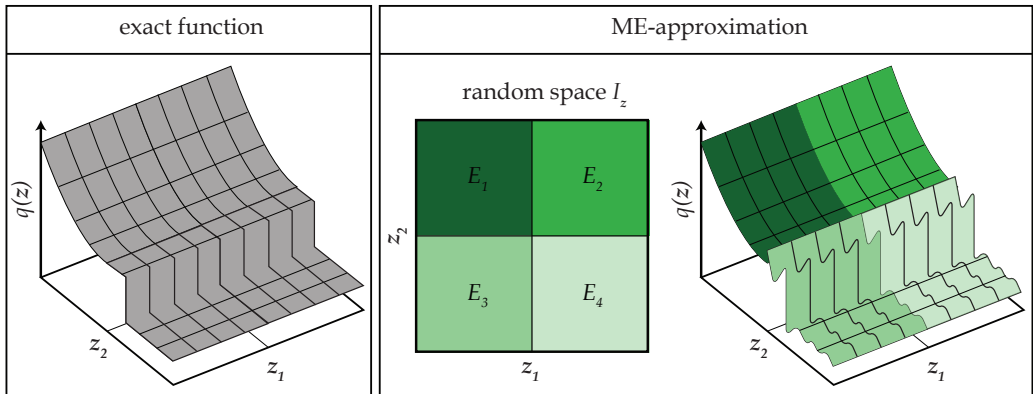 exact function
ME-approximation
q(z)
z_2
z_1
random space I_z
z_2
E_1
E_2
E_3
E_4
z_1
q(z)
z_2
z_1